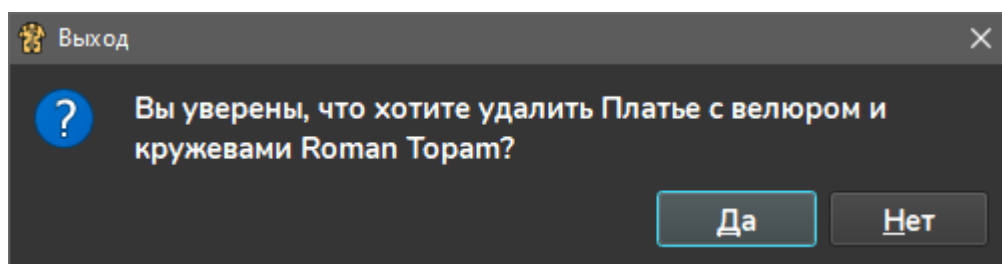 Выход
Вы уверены, что хотите удалить Платье с велюром и
кружевами Roman Topam?
Да
Нет